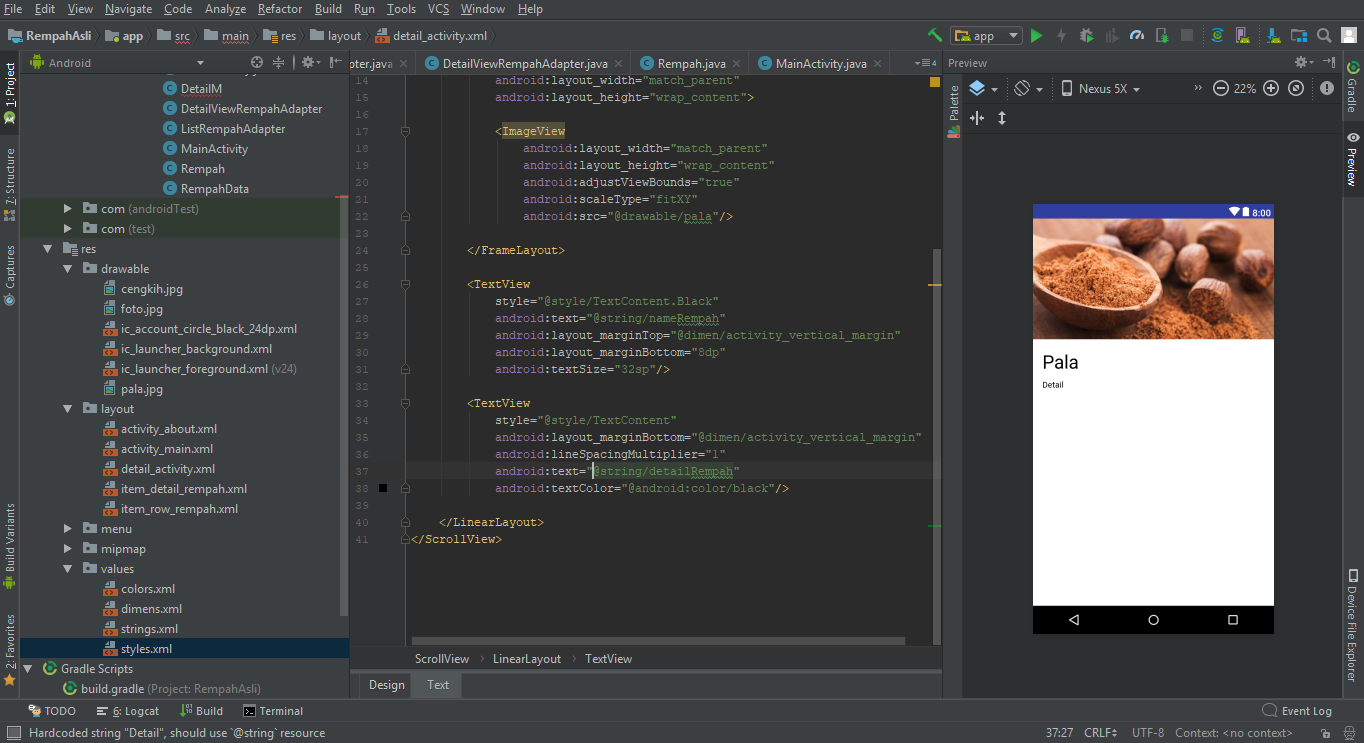 File Edit View Navigate Code Analyze Refactor Build Run Tools VCS Window Help
RempahAsli app src main res layout detail_activity.xml
app
Android
pter.java DetailViewRempahAdapter.java Rempah.java MainActivity.java
4
Preview
1: Project
7: Structure
Captures
Build Variants
2: Favorites
DetailM
DetailViewRempahAdapter
ListRempahAdapter
MainActivity
Rempah
RempahData
com (androidTest)
com (test)
res
drawable
cengkih.jpg
foto.jpg
ic_account_circle_black_24dp.xml
ic_launcher_background.xml
ic_launcher_foreground.xml (v24)
pala.jpg
layout
activity_about.xml
activity_main.xml
detail_activity.xml
item_detail_rempah.xml
item_row_rempah.xml
menu
mipmap
values
colors.xml
dimens.xml
strings.xml
styles.xml
Gradle Scripts
build.gradle (Project: RempahAsli)
14 android:layout_width="match_parent"
15 android:layout_height="wrap_content">
16
17 <ImageView
18 android:layout_width="match_parent"
19 android:layout_height="wrap_content"
20 android:adjustViewBounds="true"
21 android:scaleType="fitXY"
22 android:src="@drawable/pala"/>
23
24 </FrameLayout>
25
26 <TextView
27 style="@style/TextContent.Black"
28 android:text="@string/nameRempah"
29 android:layout_marginTop="@dimen/activity_vertical_margin"
30 android:layout_marginBottom="8dp"
31 android:textSize="32sp"/>
32
33 <TextView
34 style="@style/TextContent"
35 android:layout_marginBottom="@dimen/activity_vertical_margin"
36 android:lineSpacingMultiplier="1"
37 android:text="@string/detailRempah"
38 android:textColor="@android:color/black"/>
39
40 </LinearLayout>
41 </ScrollView>
ScrollView LinearLayout TextView
Design Text
Palette
Nexus 5X
22%
8:00
Pala
Detail
Gradle
Preview
Device File Explorer
TODO 6: Logcat Build Terminal
Event Log
Hardcoded string "Detail", should use `@string` resource
37:27 CRLF UTF-8 Context: <no context>